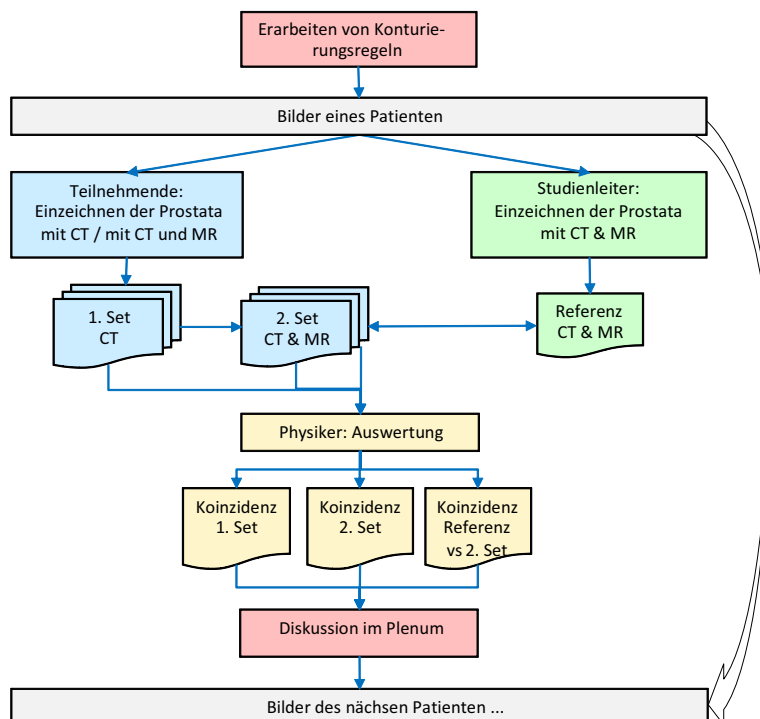 Erarbeiten von Konturie-
rungsregeln
Bilder eines Patienten
Teilnehmende:
Einzeichnen der Prostata
mit CT / mit CT und MR
Studienleiter:
Einzeichnen der Prostata
mit CT & MR
1. Set
CT
2. Set
CT & MR
Referenz
CT & MR
Physiker: Auswertung
Koinzidenz
1. Set
Koinzidenz
2. Set
Koinzidenz
Referenz
vs 2. Set
Diskussion im Plenum
Bilder des nächsen Patienten ...